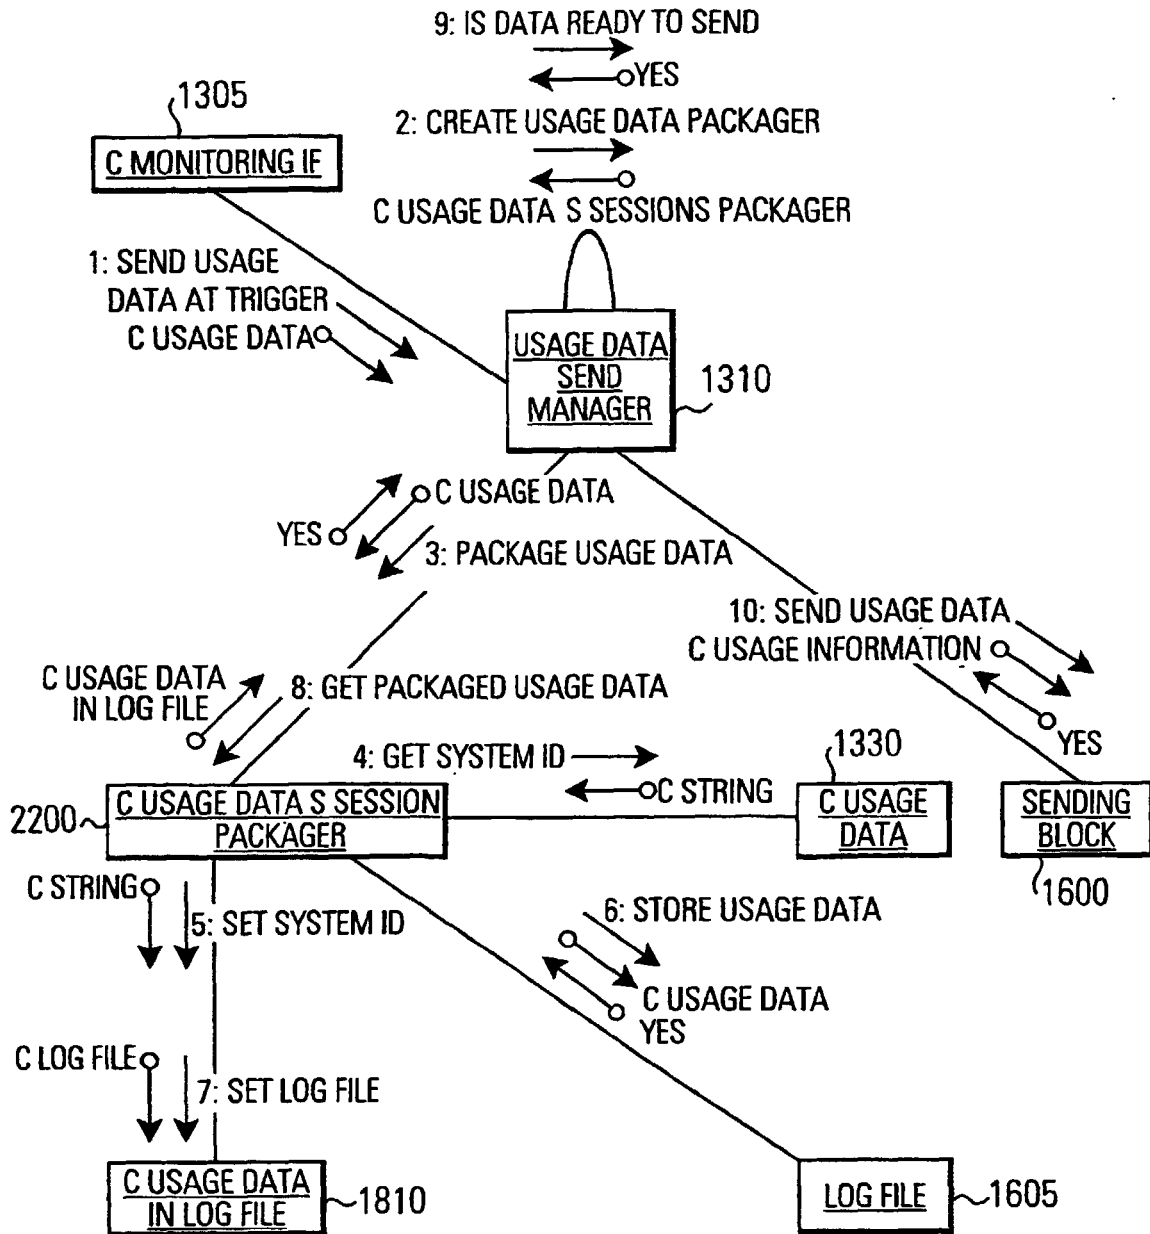 9: IS DATA READY TO SEND
YES
1305
2: CREATE USAGE DATA PACKAGER
C MONITORING IF
C USAGE DATA S SESSIONS PACKAGER
1: SEND USAGE
DATA AT TRIGGER
C USAGE DATA
USAGE DATA
SEND
MANAGER
1310
C USAGE DATA
YES
3: PACKAGE USAGE DATA
10: SEND USAGE DATA
C USAGE INFORMATION
C USAGE DATA
IN LOG FILE
8: GET PACKAGED USAGE DATA
YES
4: GET SYSTEM ID
1330
C STRING
2200
C USAGE DATA S SESSION
PACKAGER
C USAGE
DATA
SENDING
BLOCK
1600
C STRING
5: SET SYSTEM ID
6: STORE USAGE DATA
C USAGE DATA
YES
C LOG FILE
7: SET LOG FILE
C USAGE DATA
IN LOG FILE
1810
LOG FILE
1605